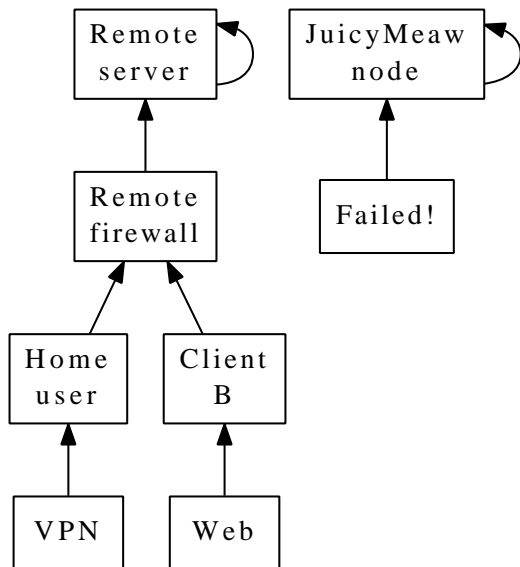 Remote
server
JuicyMeaw
node
Remote
firewall
Failed!
Home
user
Client
B
VPN
Web